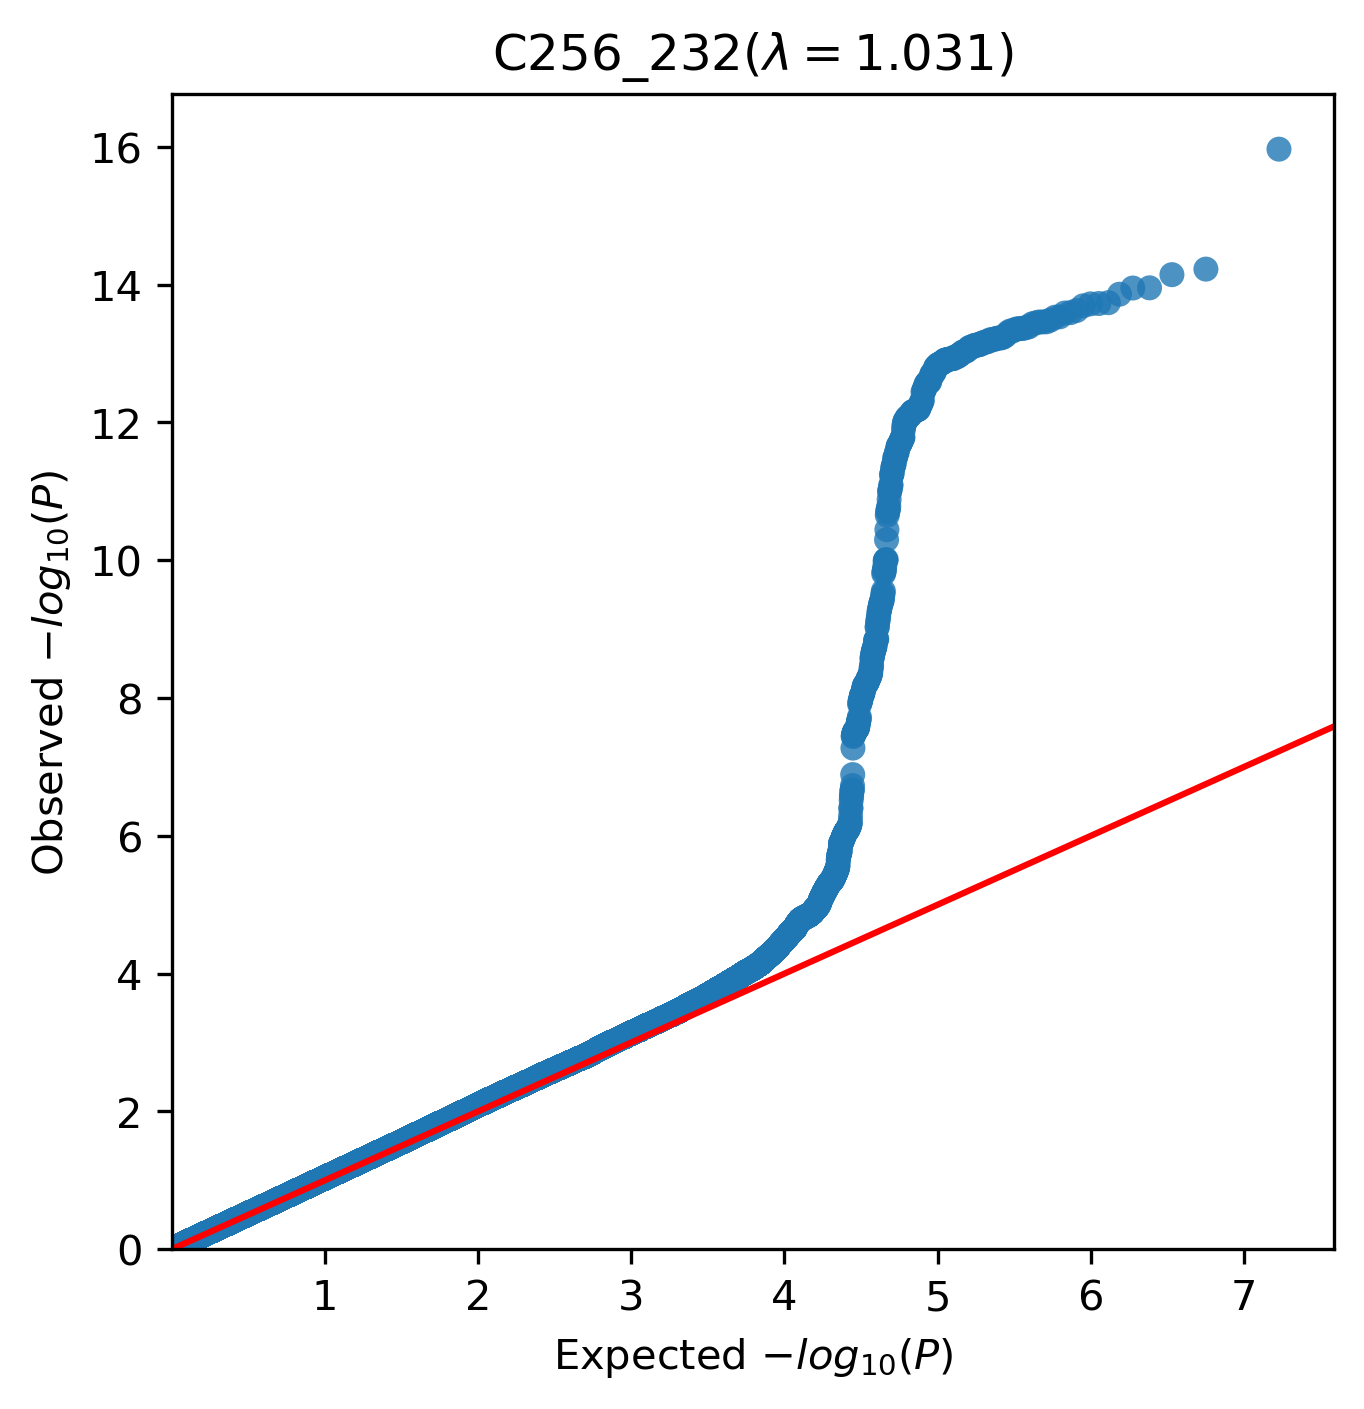 C256_232(λ = 1.031)
16
14
12
10
8
6
4
2
0
Observed −log₁₀(P)
1 2 3 4 5 6 7
Expected −log₁₀(P)